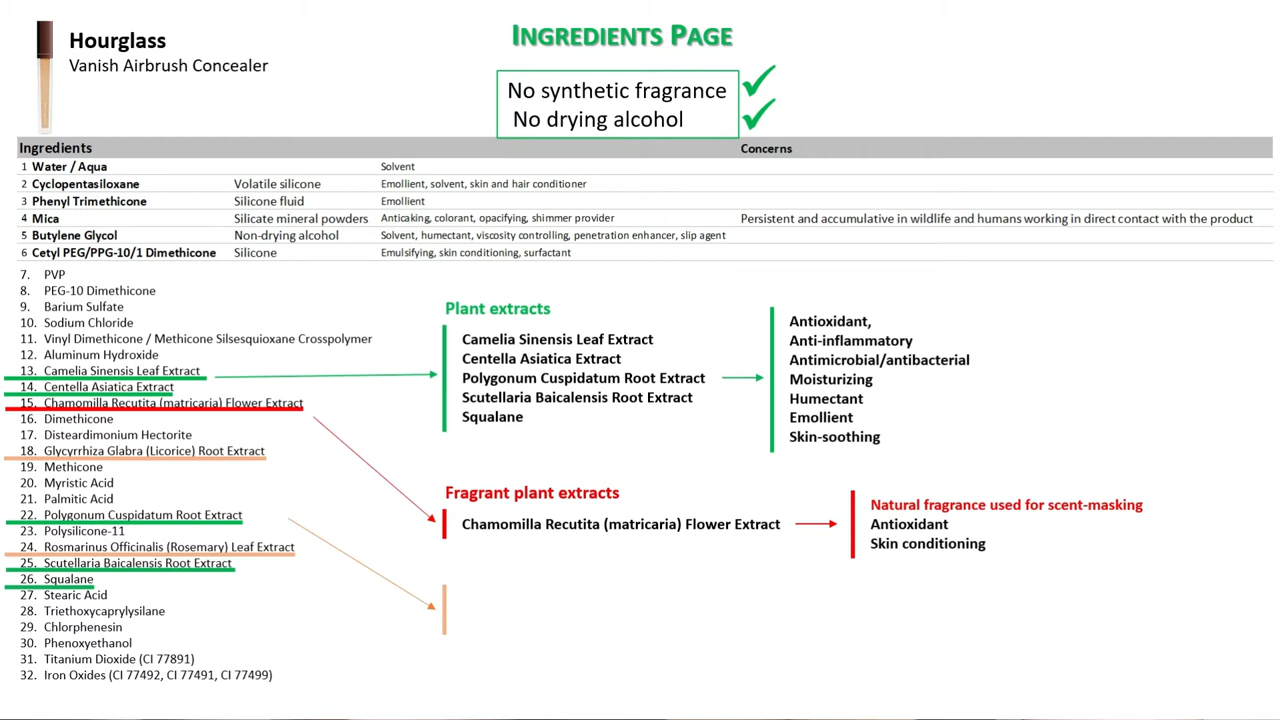 Hourglass
Vanish Airbrush Concealer
INGREDIENTS PAGE
No synthetic fragrance
No drying alcohol
Ingredients Concerns
1 Water / Aqua Solvent
2 Cyclopentasiloxane Volatile silicone Emollient, solvent, skin and hair conditioner
3 Phenyl Trimethicone Silicone fluid Emollient
4 Mica Silicate mineral powders Anticaking, colorant, opacifying, shimmer provider Persistent and accumulative in wildlife and humans working in direct contact with the product
5 Butylene Glycol Non-drying alcohol Solvent, humectant, viscosity controlling, penetration enhancer, slip agent
6 Cetyl PEG/PPG-10/1 Dimethicone Silicone Emulsifying, skin conditioning, surfactant
7. PVP
8. PEG-10 Dimethicone
9. Barium Sulfate
10. Sodium Chloride
11. Vinyl Dimethicone / Methicone Silsesquioxane Crosspolymer
12. Aluminum Hydroxide
13. Camelia Sinensis Leaf Extract
14. Centella Asiatica Extract
15. Chamomilla Recutita (matricaria) Flower Extract
16. Dimethicone
17. Disteardimonium Hectorite
18. Glycyrrhiza Glabra (Licorice) Root Extract
19. Methicone
20. Myristic Acid
21. Palmitic Acid
22. Polygonum Cuspidatum Root Extract
23. Polysilicone-11
24. Rosmarinus Officinalis (Rosemary) Leaf Extract
25. Scutellaria Baicalensis Root Extract
26. Squalane
27. Stearic Acid
28. Triethoxycaprylysilane
29. Chlorphenesin
30. Phenoxyethanol
31. Titanium Dioxide (CI 77891)
32. Iron Oxides (CI 77492, CI 77491, CI 77499)
Plant extracts
Camelia Sinensis Leaf Extract
Centella Asiatica Extract
Polygonum Cuspidatum Root Extract
Scutellaria Baicalensis Root Extract
Squalane
Antioxidant,
Anti-inflammatory
Antimicrobial/antibacterial
Moisturizing
Humectant
Emollient
Skin-soothing
Fragrant plant extracts
Chamomilla Recutita (matricaria) Flower Extract
Natural fragrance used for scent-masking
Antioxidant
Skin conditioning